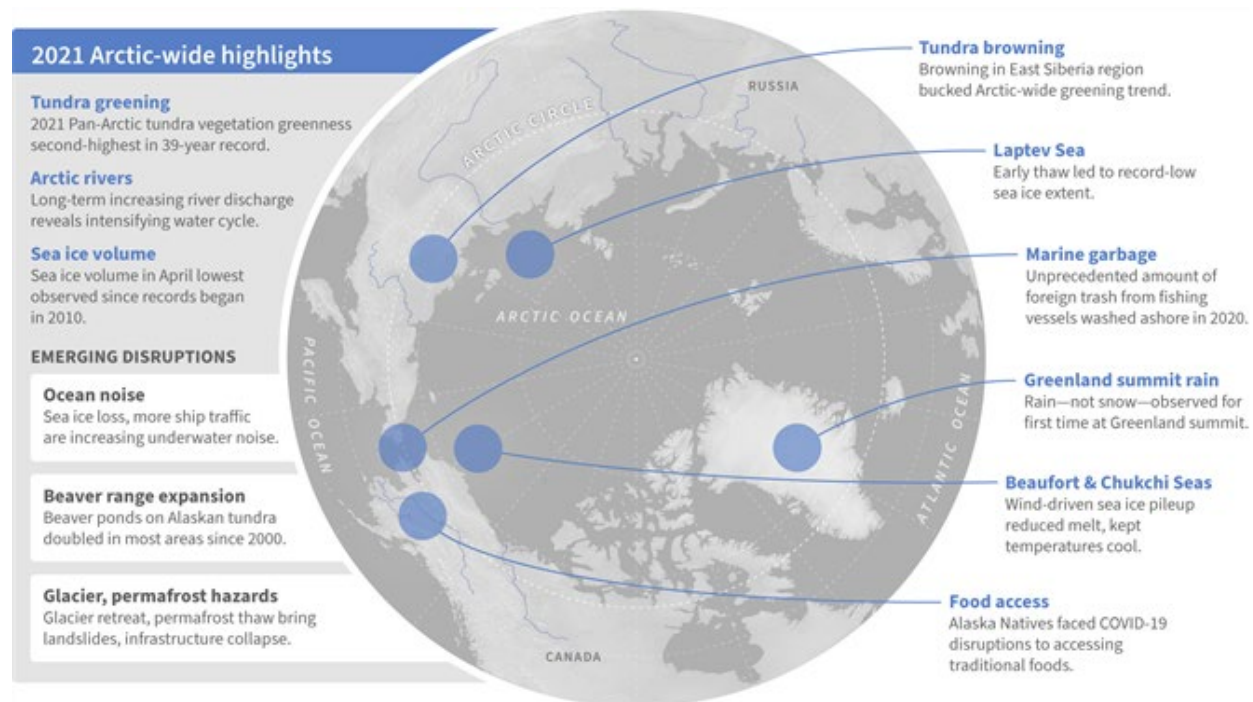 2021 Arctic-wide highlights
Tundra greening
2021 Pan-Arctic tundra vegetation greenness
second-highest in 39-year record.
Arctic rivers
Long-term increasing river discharge
reveals intensifying water cycle.
Sea ice volume
Sea ice volume in April lowest
observed since records began
in 2010.
EMERGING DISRUPTIONS
Ocean noise
Sea ice loss, more ship traffic
are increasing underwater noise.
Beaver range expansion
Beaver ponds on Alaskan tundra
doubled in most areas since 2000.
Glacier, permafrost hazards
Glacier retreat, permafrost thaw bring
landslides, infrastructure collapse.
ARCTIC CIRCLE
RUSSIA
ARCTIC OCEAN
PACIFIC OCEAN
ATLANTIC OCEAN
CANADA
Tundra browning
Browning in East Siberia region
bucked Arctic-wide greening trend.
Laptev Sea
Early thaw led to record-low
sea ice extent.
Marine garbage
Unprecedented amount of
foreign trash from fishing
vessels washed ashore in 2020.
Greenland summit rain
Rain—not snow—observed for
first time at Greenland summit.
Beaufort & Chukchi Seas
Wind-driven sea ice pileup
reduced melt, kept
temperatures cool.
Food access
Alaska Natives faced COVID-19
disruptions to accessing
traditional foods.